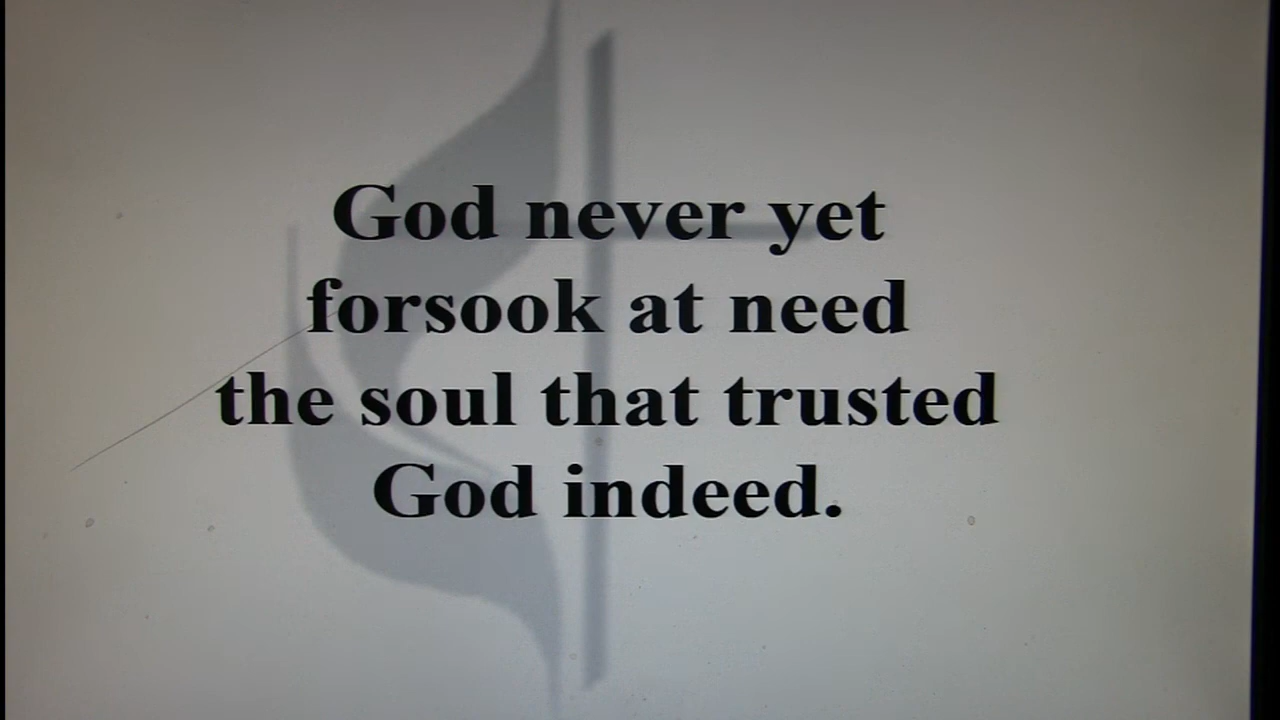 God never yet
forsook at need
the soul that trusted
God indeed.